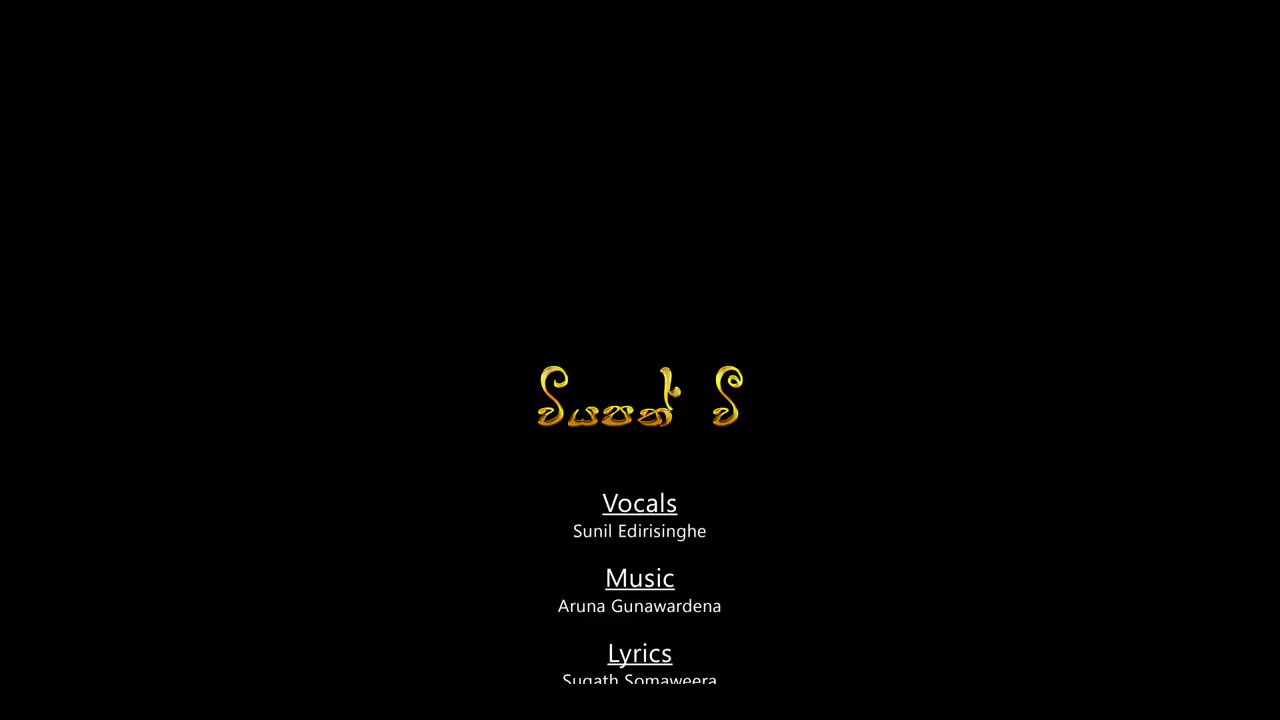 වියපත් වී
Vocals
Sunil Edirisinghe
Music
Aruna Gunawardena
Lyrics
Sugath Somaweera